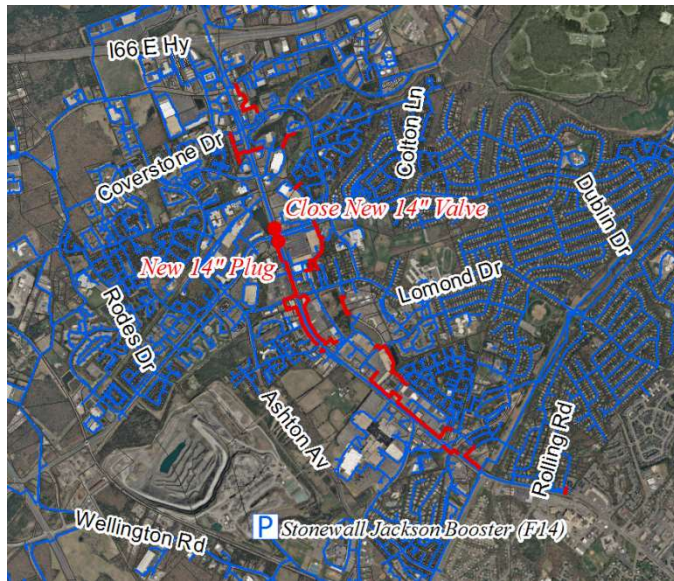 I66 E Hy
Coverstone Dr
Colton Ln
Dublin Dr
Close New 14" Valve
New 14" Plug
Lomond Dr
Rodes Dr
Ashton Av
Rolling Rd
Wellington Rd
P Stonewall Jackson Booster (F14)